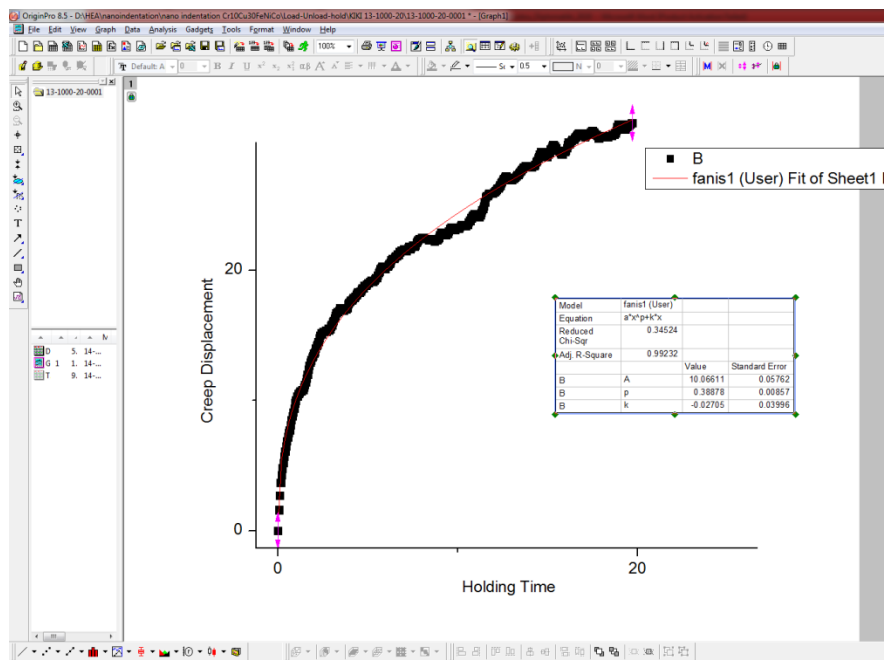 OriginPro 8.5 - D:\HEA\nanoindentation\nano indentation Cr10Cu30FeNiCo\Load-Unload-hold\KIKI 13-1000-20\13-1000-20-0001 * - [Graph1]
File Edit View Graph Data Analysis Gadgets Tools Format Window Help
100%
Default: A 0 B I U 0.5 N 0
13-1000-20-0001
1
B
fanis1 (User) Fit of Sheet1
Creep Displacement
20
0
0 20
Holding Time
Model fanis1 (User)
Equation a*x^p+k*x
Reduced Chi-Sqr 0.34524
Adj. R-Square 0.99232
Value Standard Error
B A 10.06611 0.05762
B p 0.38878 0.00857
B k -0.02705 0.03996
D 5. 14-...
G 1 1. 14-...
T 9. 14-...